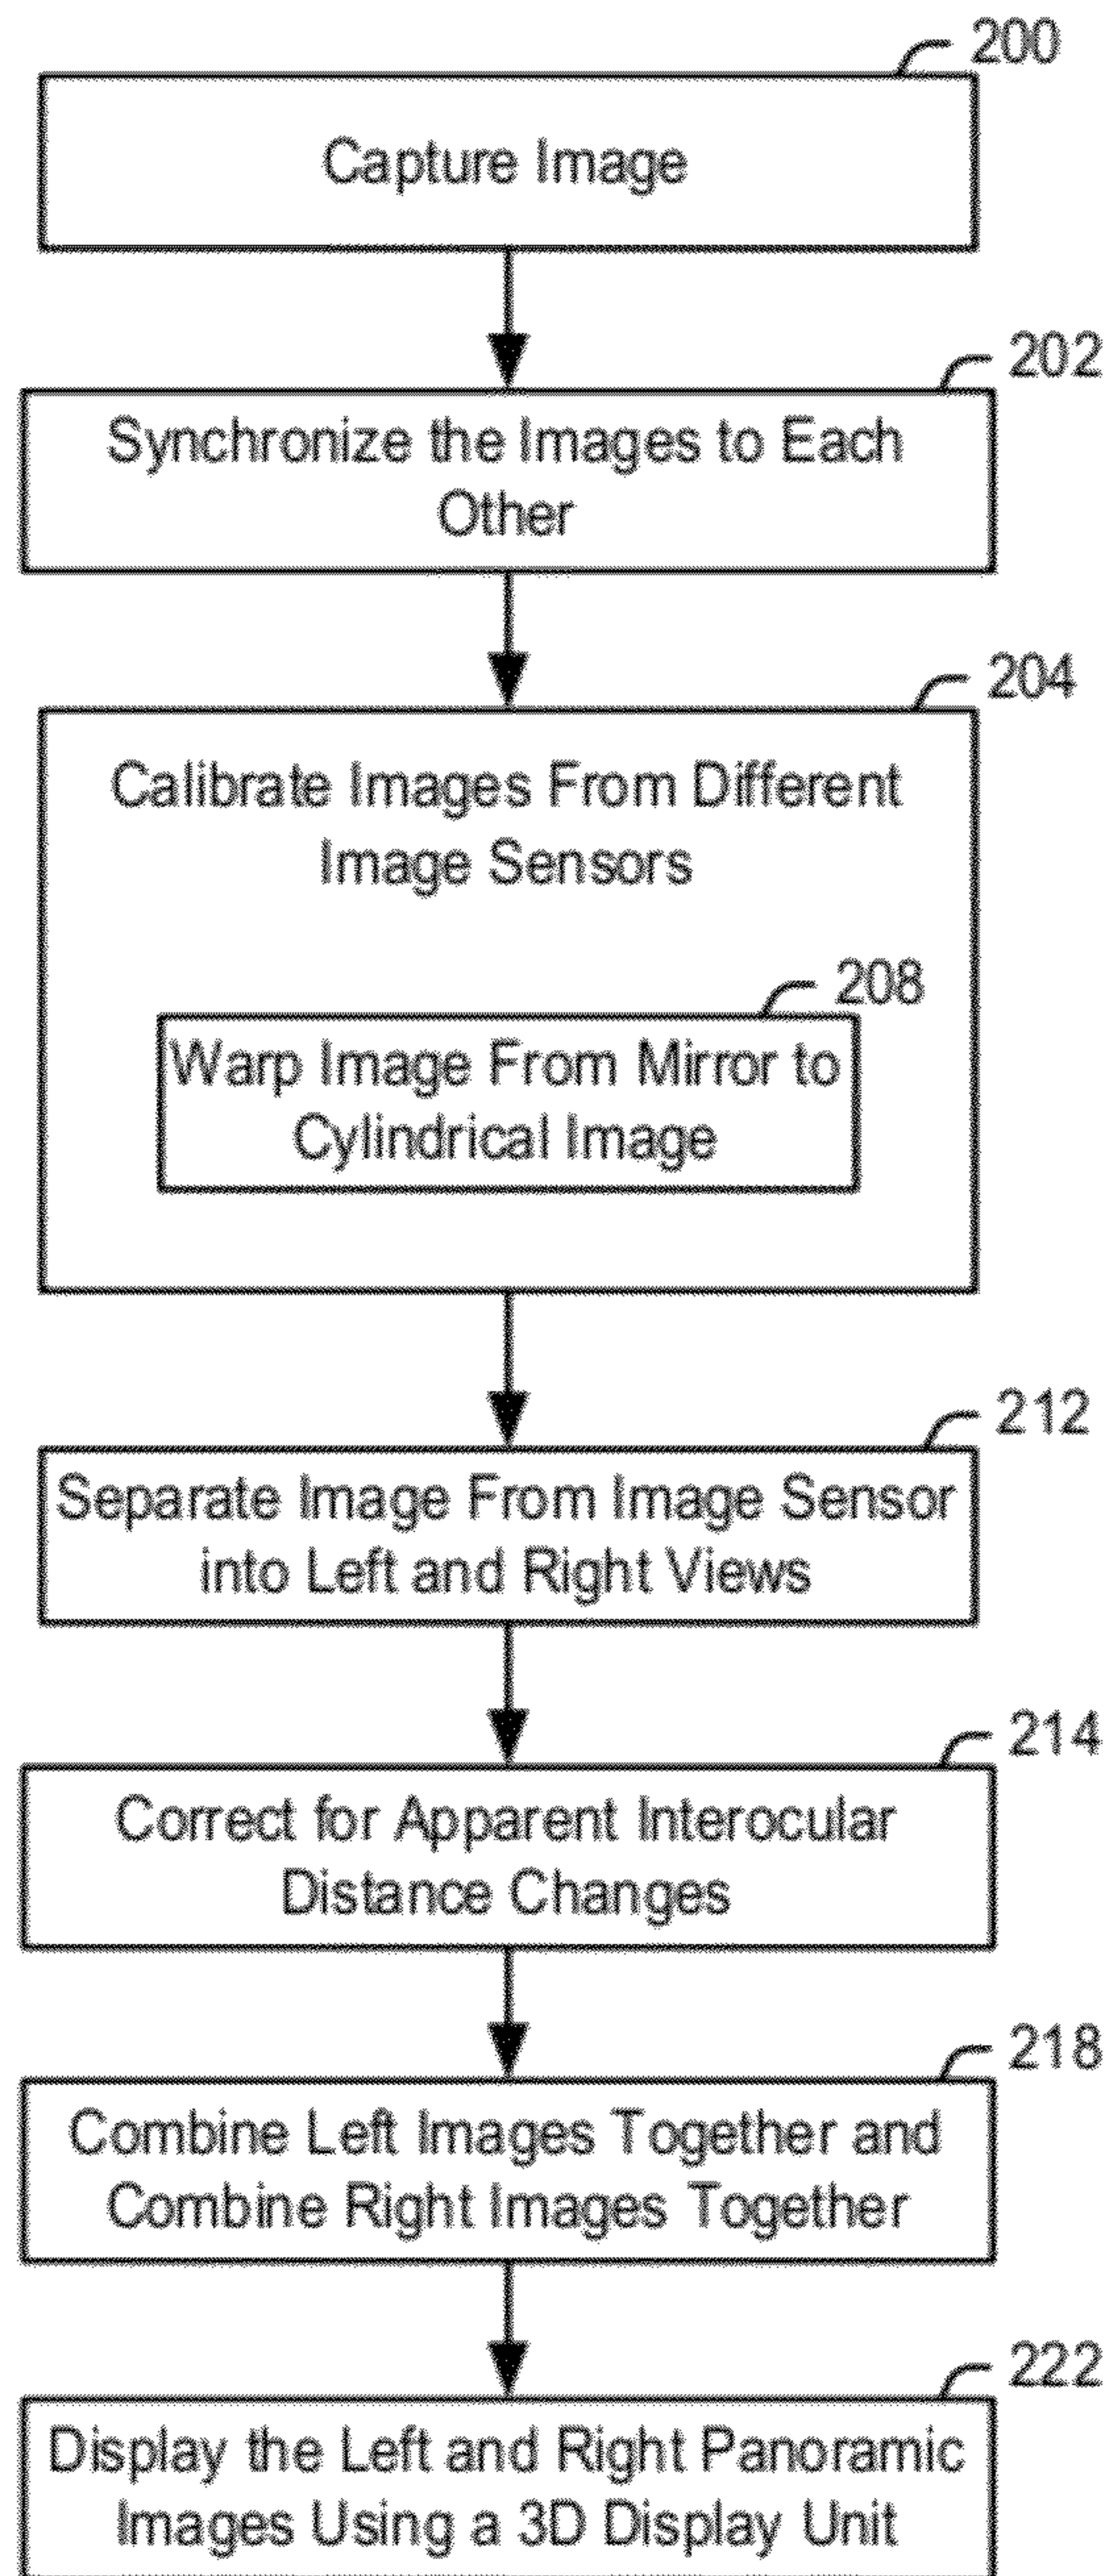 200
Capture Image
202
Synchronize the Images to Each
Other
204
Calibrate Images From Different
Image Sensors
208
Warp Image From Mirror to
Cylindrical Image
212
Separate Image From Image Sensor
into Left and Right Views
214
Correct for Apparent Interocular
Distance Changes
218
Combine Left Images Together and
Combine Right Images Together
222
Display the Left and Right Panoramic
Images Using a 3D Display Unit